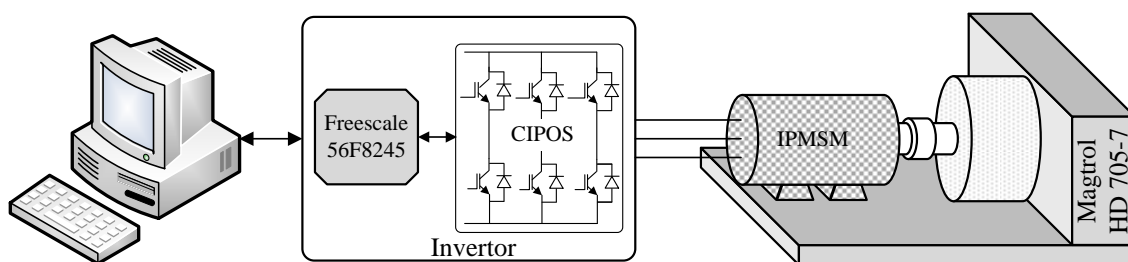 Freescale
56F8245
CIPOS
Invertor
IPMSM
Magtrol
HD 705-7